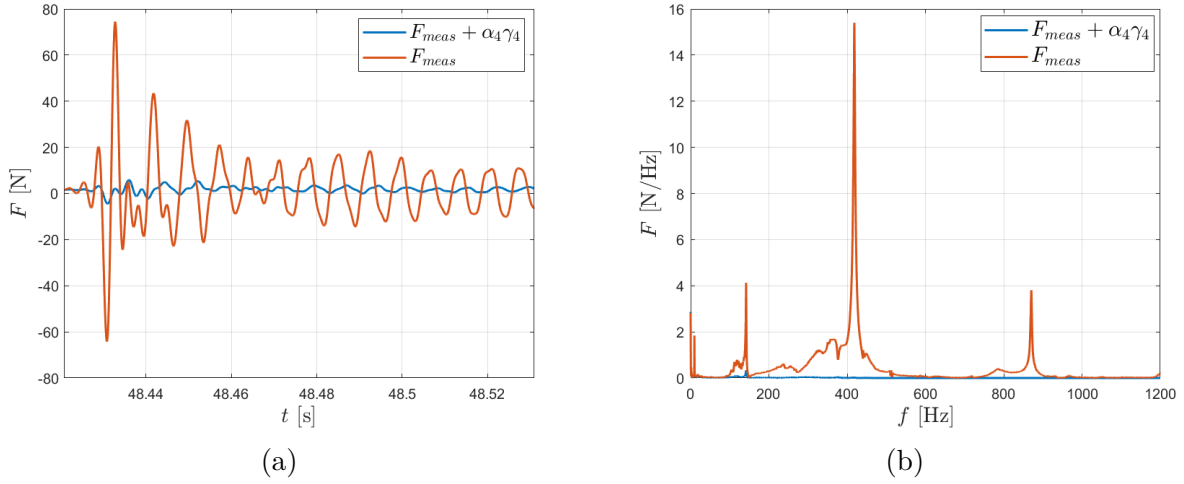 80
60
40
20
0
-20
-40
-60
-80
F [N]
F_meas + α₄γ₄
F_meas
48.44 48.46 48.48 48.5 48.52
t [s]
(a)
16
14
12
10
8
6
4
2
0
F [N/Hz]
F_meas + α₄γ₄
F_meas
0 200 400 600 800 1000 1200
f [Hz]
(b)